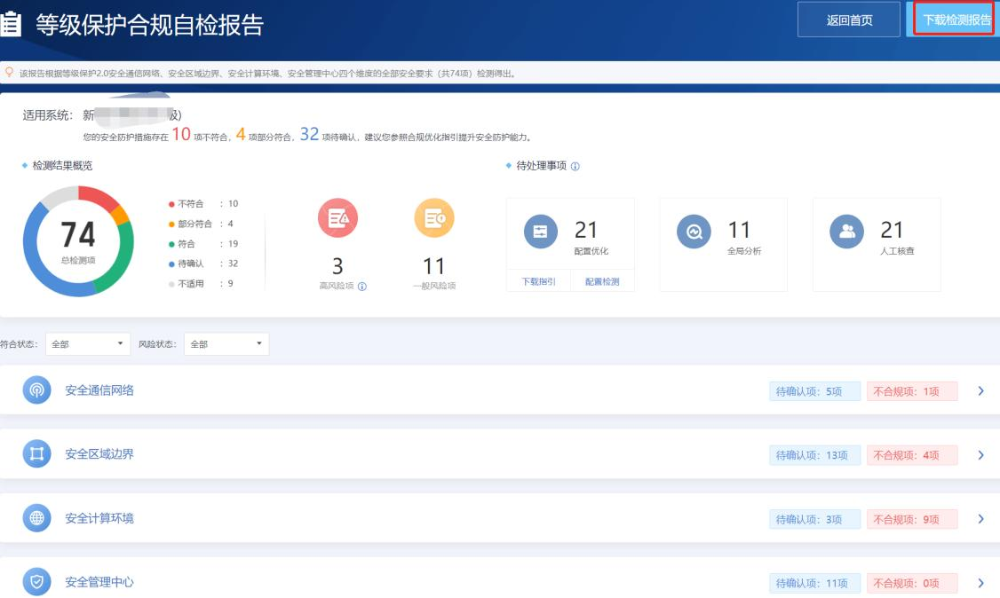 等级保护合规自检报告
返回首页
下载检测报告
该报告根据等级保护2.0安全通信网络、安全区域边界、安全计算环境、安全管理中心四个维度的全部安全要求（共74项）检测得出。
适用系统： 新 级)
您的安全防护措施存在 10 项不符合，4 项部分符合，32 项待确认，建议您参照合规优化指引提升安全防护能力。
检测结果概览
74
总检测项
不符合 : 10
部分符合 : 4
符合 : 19
待确认 : 32
不适用 : 9
3
高风险项
11
一般风险项
待处理事项
21
配置优化
下载指引
配置检测
11
全局分析
21
人工核查
符合状态： 全部
风险状态： 全部
安全通信网络
待确认项：5项
不合规项：1项
安全区域边界
待确认项：13项
不合规项：4项
安全计算环境
待确认项：3项
不合规项：9项
安全管理中心
待确认项：11项
不合规项：0项